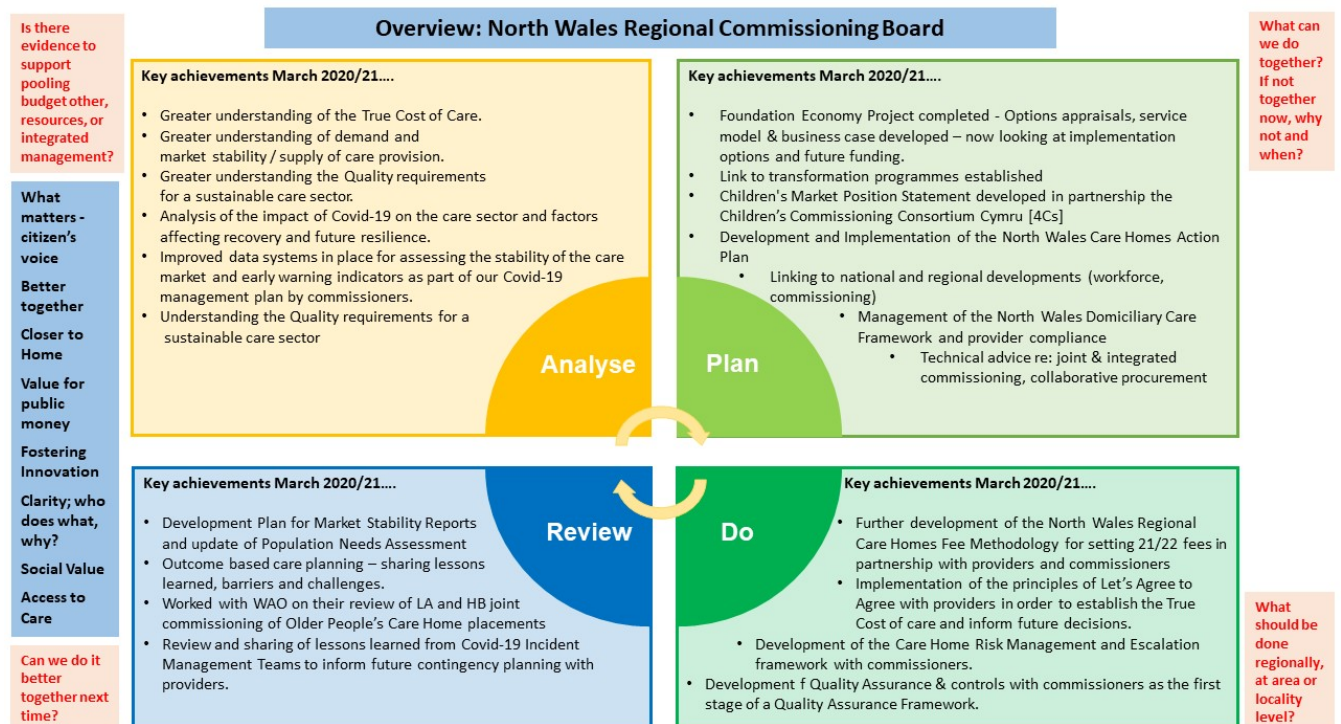 Overview: North Wales Regional Commissioning Board
Is there
evidence to
support
pooling
budget other,
resources, or
integrated
management?
What
matters -
citizen's
voice
Better
together
Closer to
Home
Value for
public
money
Fostering
Innovation
Clarity; who
does what,
why?
Social Value
Access to
Care
Can we do it
better
together next
time?
Key achievements March 2020/21....
• Greater understanding of the True Cost of Care.
• Greater understanding of demand and
market stability / supply of care provision.
• Greater understanding the Quality requirements
for a sustainable care sector.
• Analysis of the impact of Covid-19 on the care sector and factors
affecting recovery and future resilience.
• Improved data systems in place for assessing the stability of the care
market and early warning indicators as part of our Covid-19
management plan by commissioners.
• Understanding the Quality requirements for a
sustainable care sector
Analyse
Key achievements March 2020/21....
• Foundation Economy Project completed - Options appraisals, service
model & business case developed – now looking at implementation
options and future funding.
• Link to transformation programmes established
• Children's Market Position Statement developed in partnership the
Children's Commissioning Consortium Cymru [4Cs]
• Development and Implementation of the North Wales Care Homes Action
Plan
• Linking to national and regional developments (workforce,
commissioning)
• Management of the North Wales Domiciliary Care
Framework and provider compliance
• Technical advice re: joint & integrated
commissioning, collaborative procurement
Plan
Key achievements March 2020/21....
• Development Plan for Market Stability Reports
and update of Population Needs Assessment
• Outcome based care planning – sharing lessons
learned, barriers and challenges.
• Worked with WAO on their review of LA and HB joint
commissioning of Older People's Care Home placements
• Review and sharing of lessons learned from Covid-19 Incident
Management Teams to inform future contingency planning with
providers.
Review
Key achievements March 2020/21....
• Further development of the North Wales Regional
Care Homes Fee Methodology for setting 21/22 fees in
partnership with providers and commissioners
• Implementation of the principles of Let's Agree to
Agree with providers in order to establish the True
Cost of care and inform future decisions.
• Development of the Care Home Risk Management and Escalation
framework with commissioners.
• Development f Quality Assurance & controls with commissioners as the first
stage of a Quality Assurance Framework.
Do
What can
we do
together?
If not
together
now, why
not and
when?
What
should be
done
regionally,
at area or
locality
level?